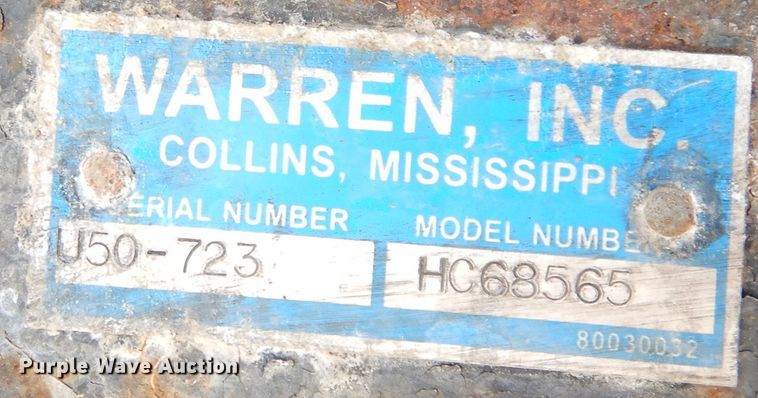 WARREN, INC.
COLLINS, MISSISSIPPI
ERIAL NUMBER MODEL NUMBE
U50-723 HC68565
80030032
Purple Wave Auction